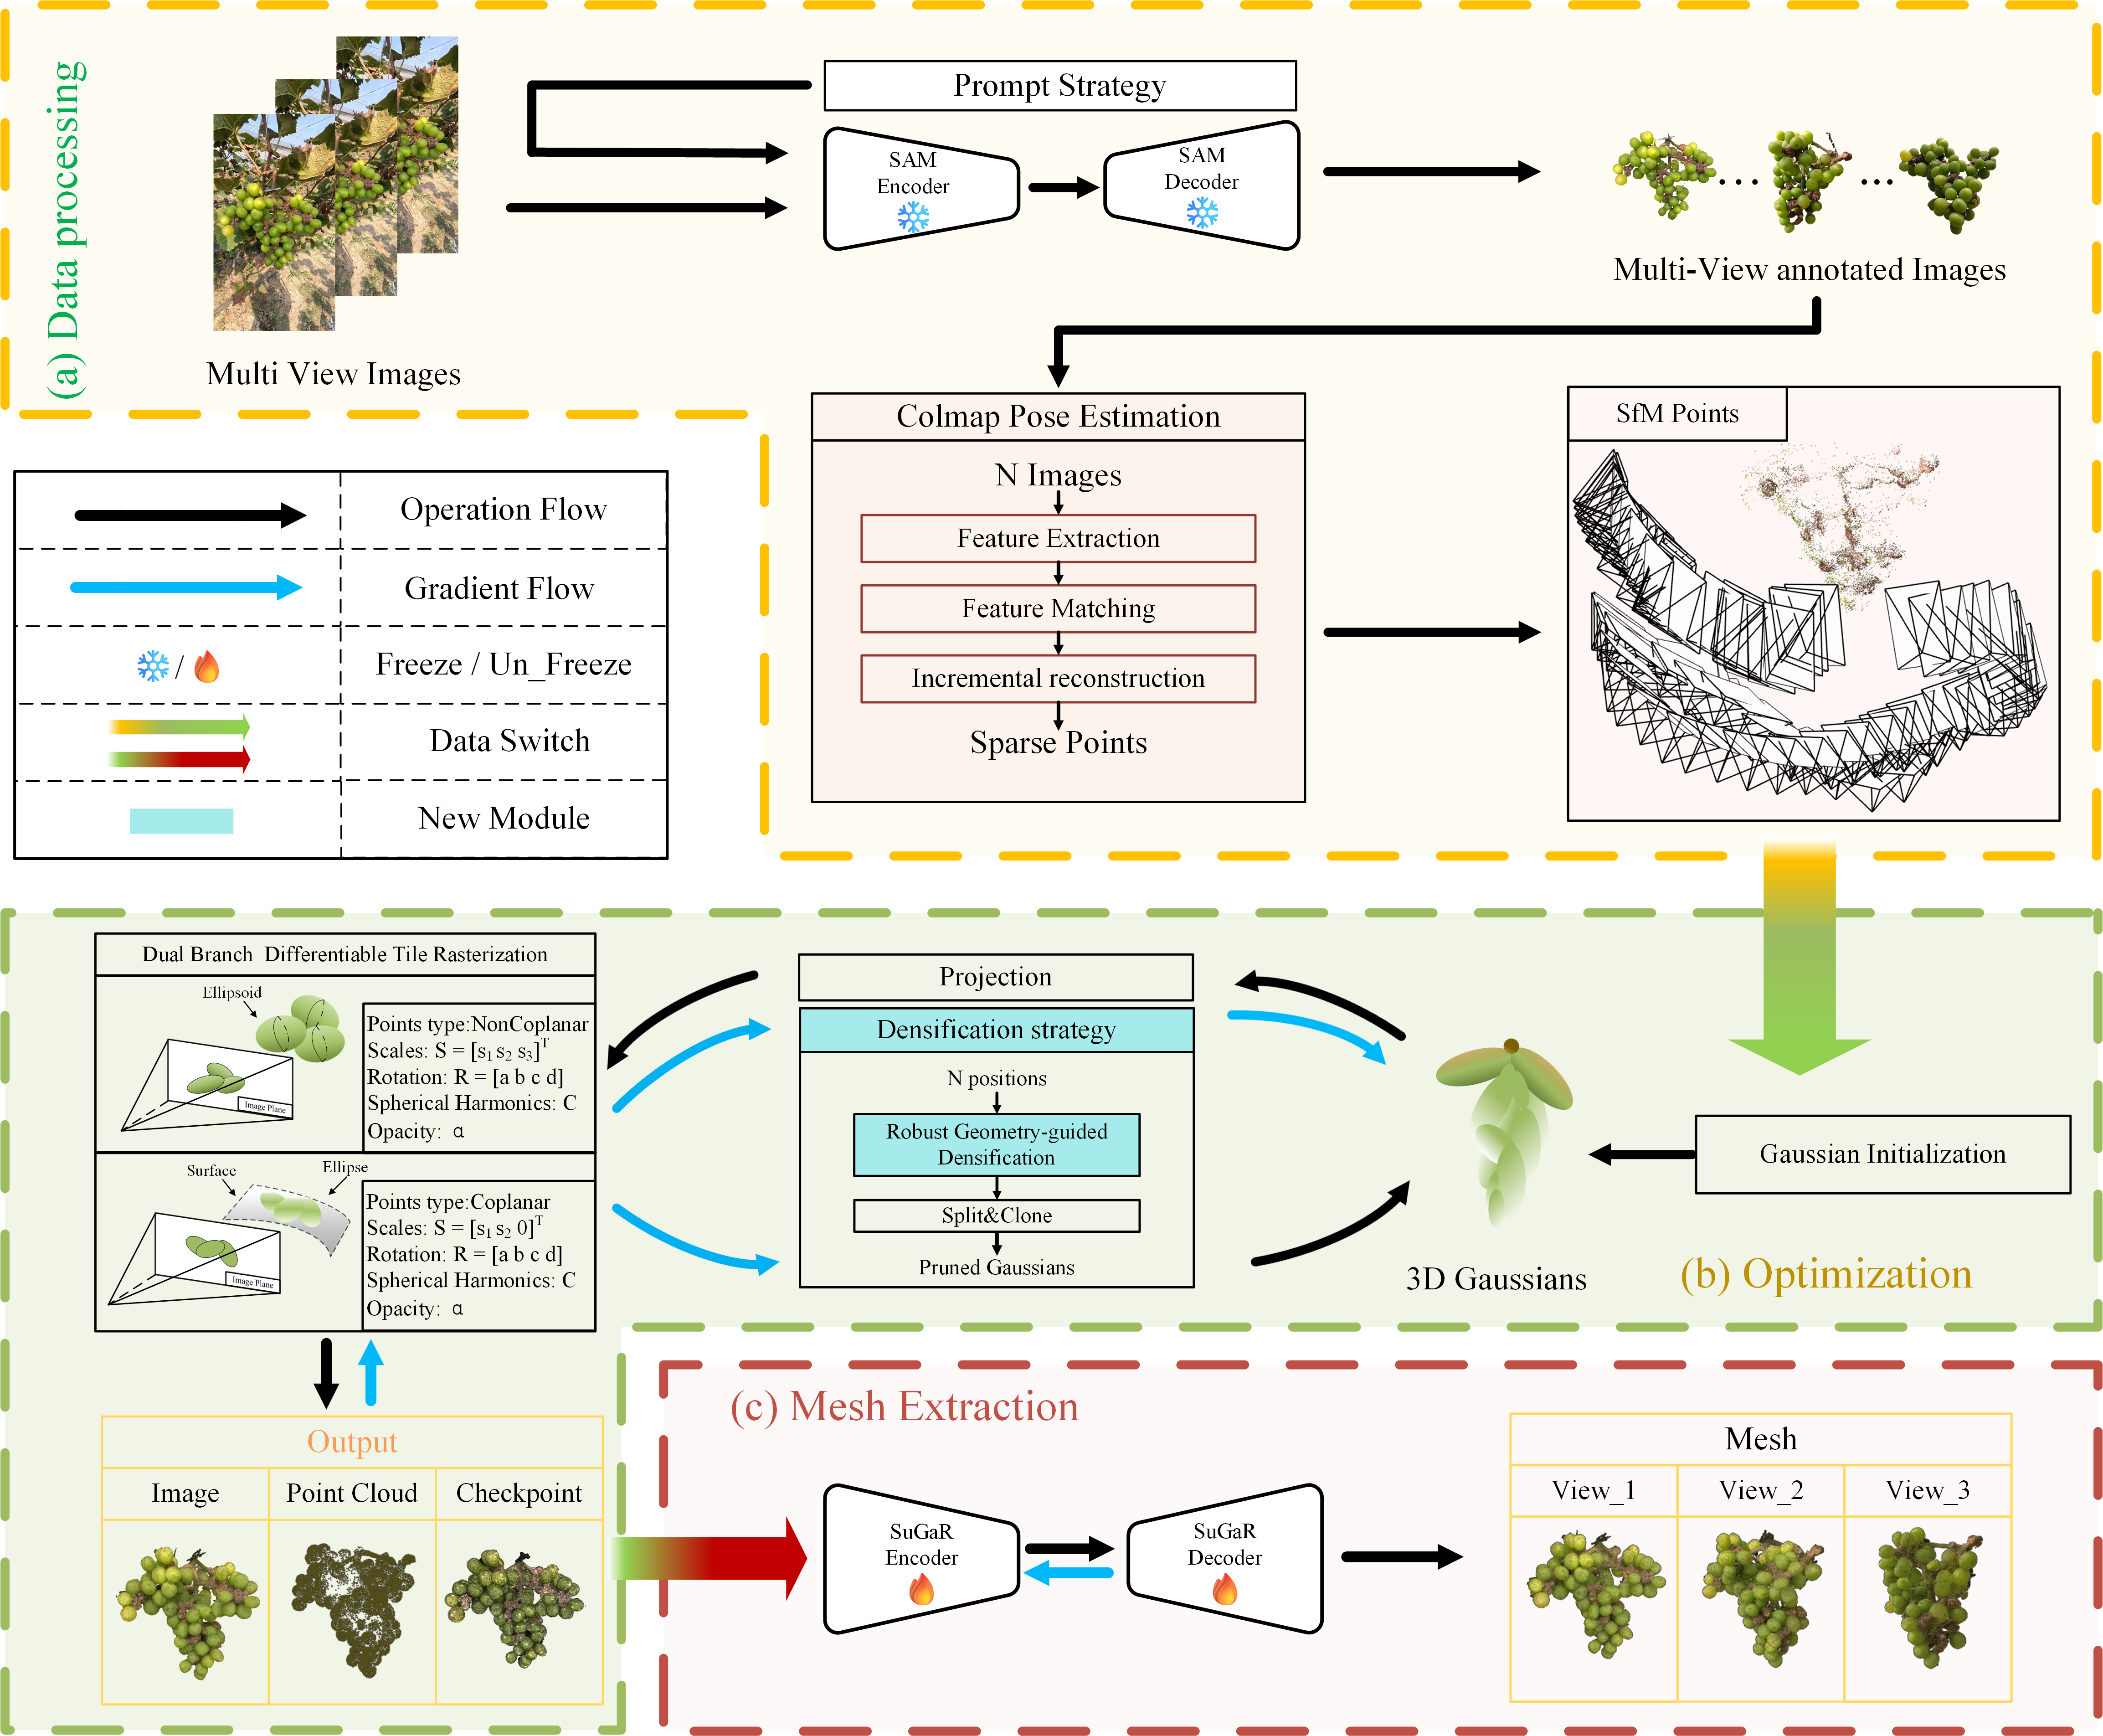 (a) Data processing
Multi View Images
Prompt Strategy
SAM
Encoder
SAM
Decoder
... ...
Multi-View annotated Images
Colmap Pose Estimation
N Images
Feature Extraction
Feature Matching
Incremental reconstruction
Sparse Points
SfM Points
Operation Flow
Gradient Flow
/
Freeze / Un_Freeze
Data Switch
New Module
Dual Branch Differentiable Tile Rasterization
Ellipsoid
Image Plane
Points type:NonCoplanar
Scales: S = [s₁ s₂ s₃]ᵀ
Rotation: R = [a b c d]
Spherical Harmonics: C
Opacity: α
Surface
Ellipse
Image Plane
Points type:Coplanar
Scales: S = [s₁ s₂ 0]ᵀ
Rotation: R = [a b c d]
Spherical Harmonics: C
Opacity: α
Projection
Densification strategy
N positions
Robust Geometry-guided
Densification
Split&Clone
Pruned Gaussians
3D Gaussians
Gaussian Initialization
(b) Optimization
Output
Image Point Cloud Checkpoint
(c) Mesh Extraction
SuGaR
Encoder
SuGaR
Decoder
Mesh
View_1 View_2 View_3